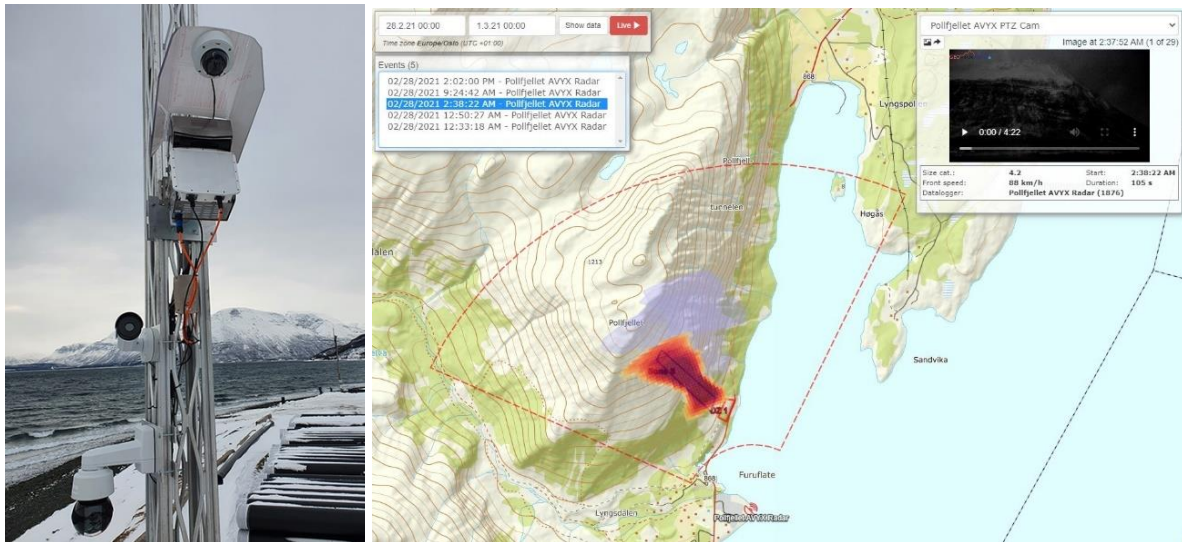 28.2.21 00:00
1.3.21 00:00
Show data
Live
Time zone Europe/Oslo (UTC +01:00)
Events (5)
02/28/2021 2:02:00 PM - Pollfjellet AVYX Radar
02/28/2021 9:24:42 AM - Pollfjellet AVYX Radar
02/28/2021 2:38:22 AM - Pollfjellet AVYX Radar
02/28/2021 12:50:27 AM - Pollfjellet AVYX Radar
02/28/2021 12:33:18 AM - Pollfjellet AVYX Radar
Pollfjellet AVYX PTZ Cam
Image at 2:37:52 AM (1 of 29)
0:00 / 4:22
Size cat.: 4.2 Start: 2:38:22 AM
Front speed: 88 km/h Duration: 105 s
Datalogger: Pollfjellet AVYX Radar (1876)
868
Lyngspollen
Pollfjell
Tunnelen
Høgås
1213
dalen
Pollfjellet
Sandvika
Furuflate
868
Lyngsdalen
Pollfjellet AVYX Radar